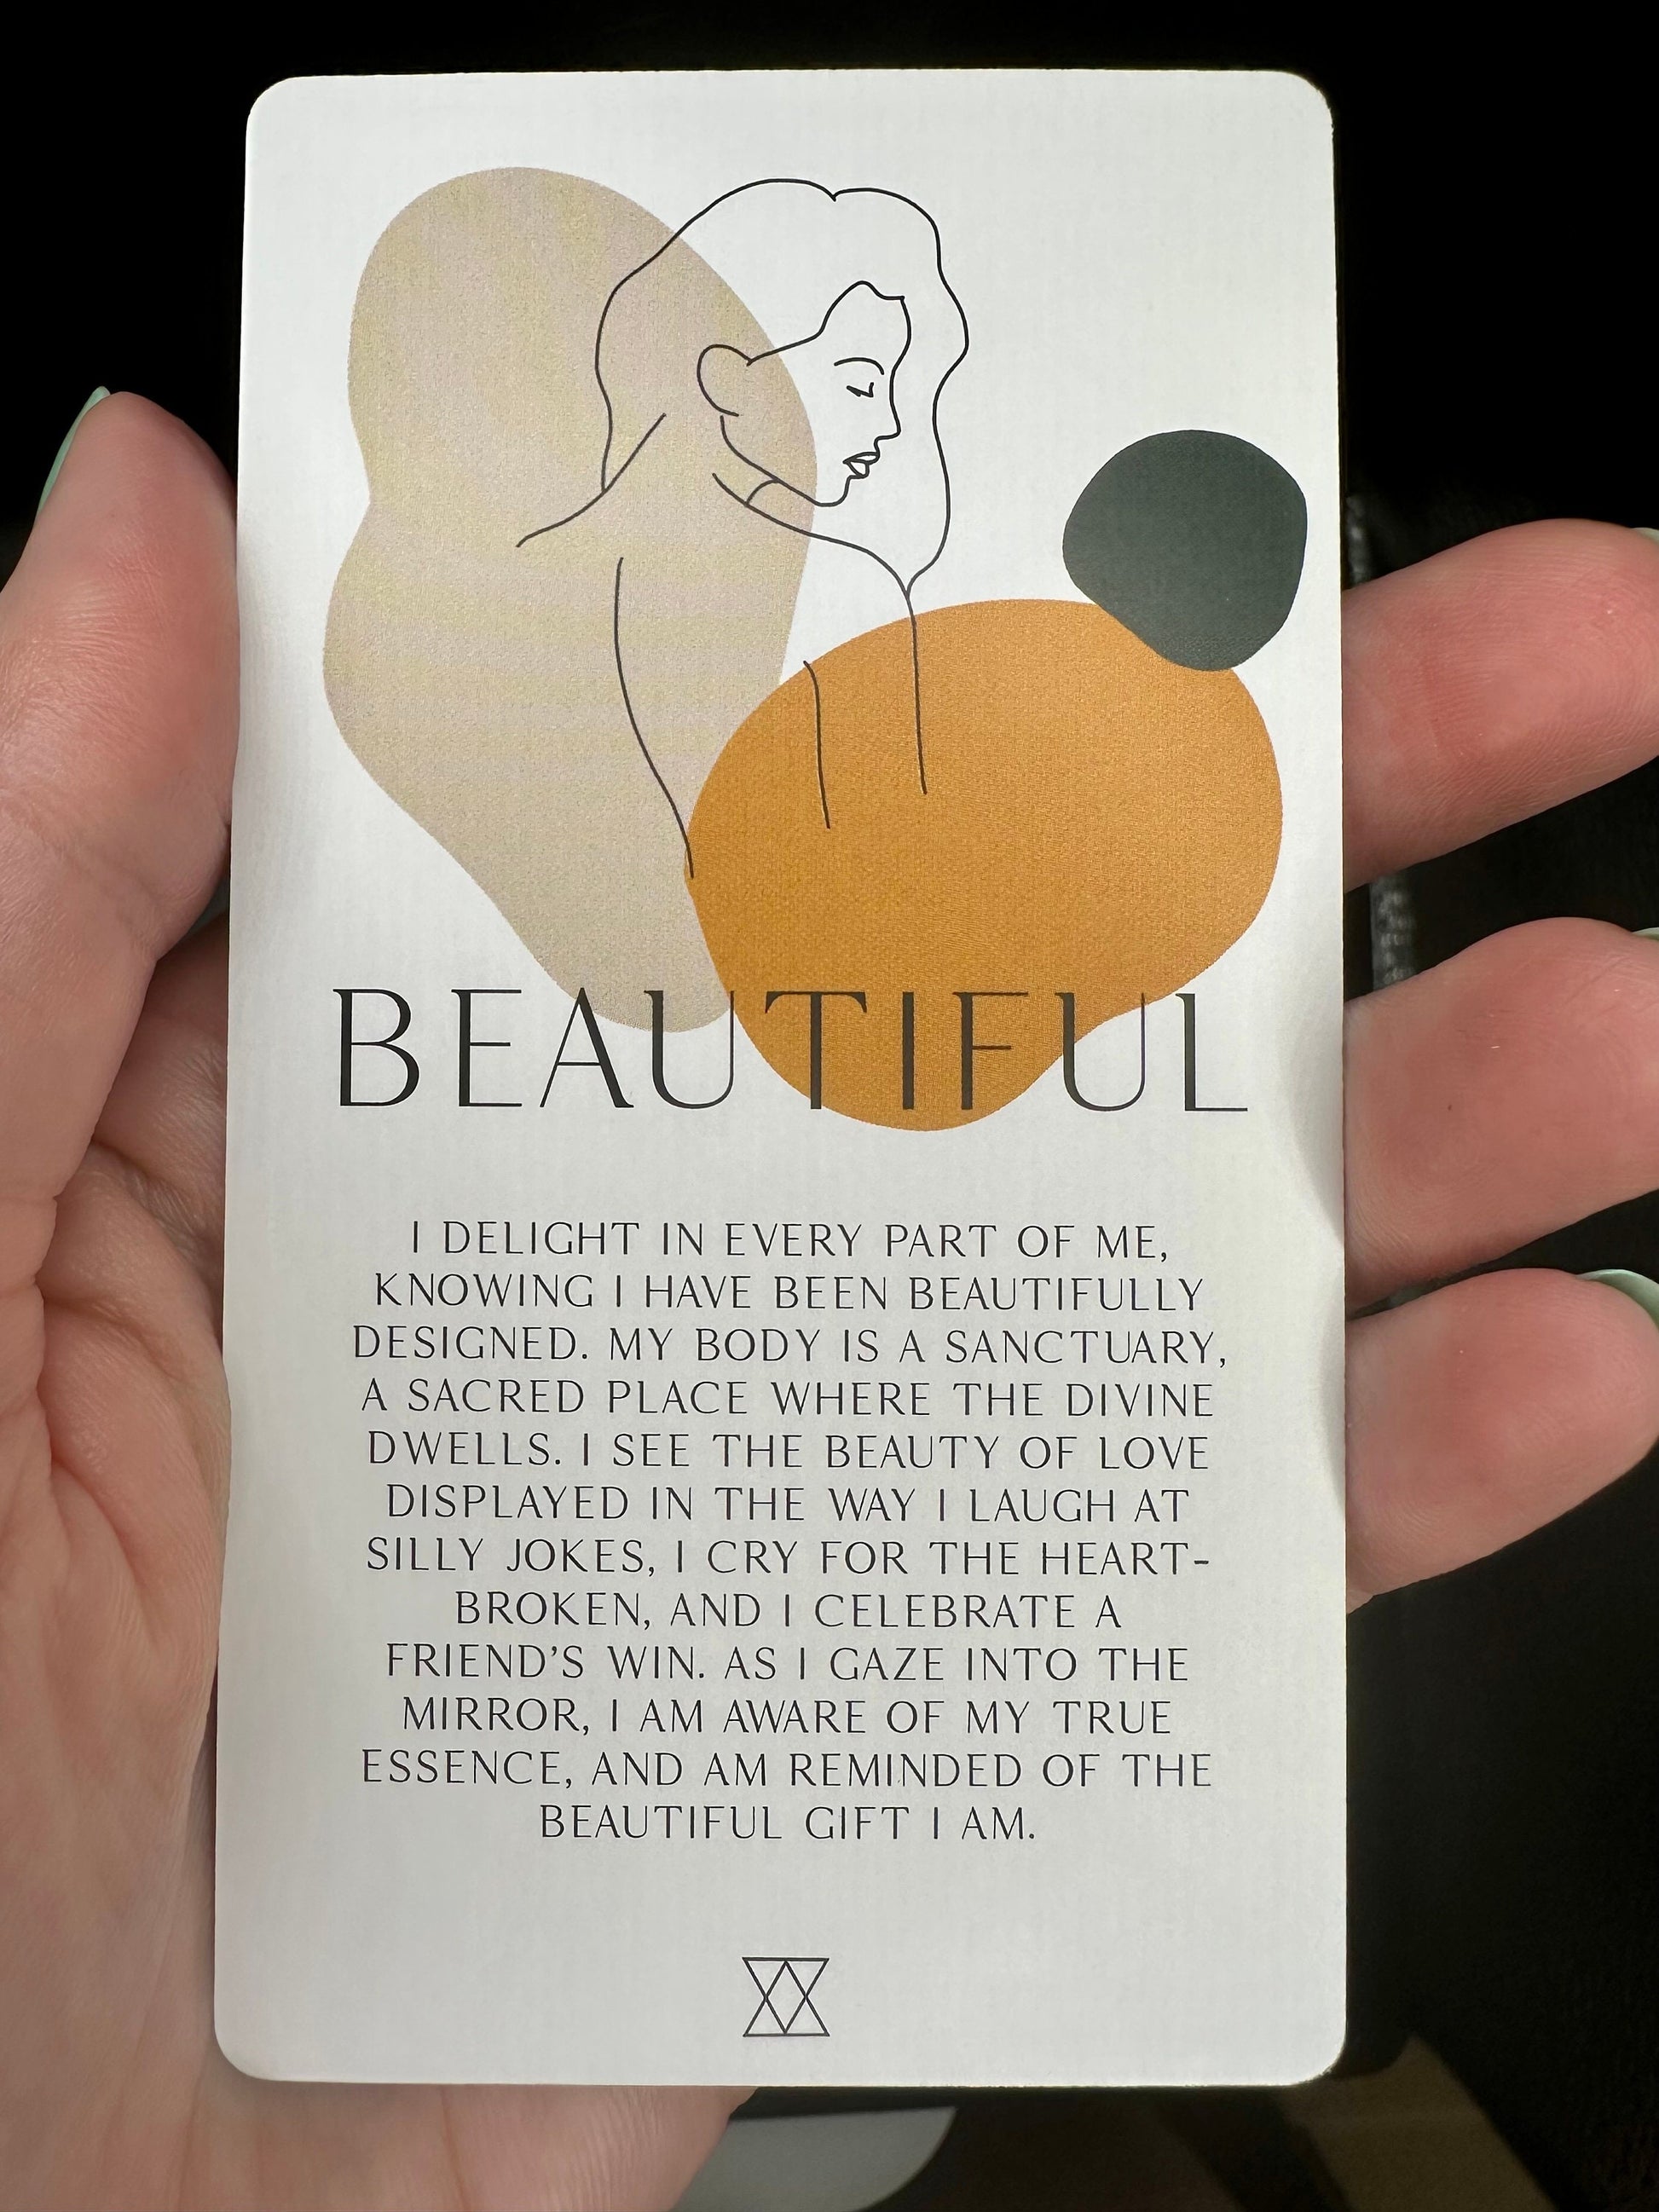 BEAUTIFUL
I DELIGHT IN EVERY PART OF ME,
KNOWING I HAVE BEEN BEAUTIFULLY
DESIGNED. MY BODY IS A SANCTUARY,
A SACRED PLACE WHERE THE DIVINE
DWELLS. I SEE THE BEAUTY OF LOVE
DISPLAYED IN THE WAY I LAUGH AT
SILLY JOKES, I CRY FOR THE HEART-
BROKEN, AND I CELEBRATE A
FRIEND’S WIN. AS I GAZE INTO THE
MIRROR, I AM AWARE OF MY TRUE
ESSENCE, AND AM REMINDED OF THE
BEAUTIFUL GIFT I AM.